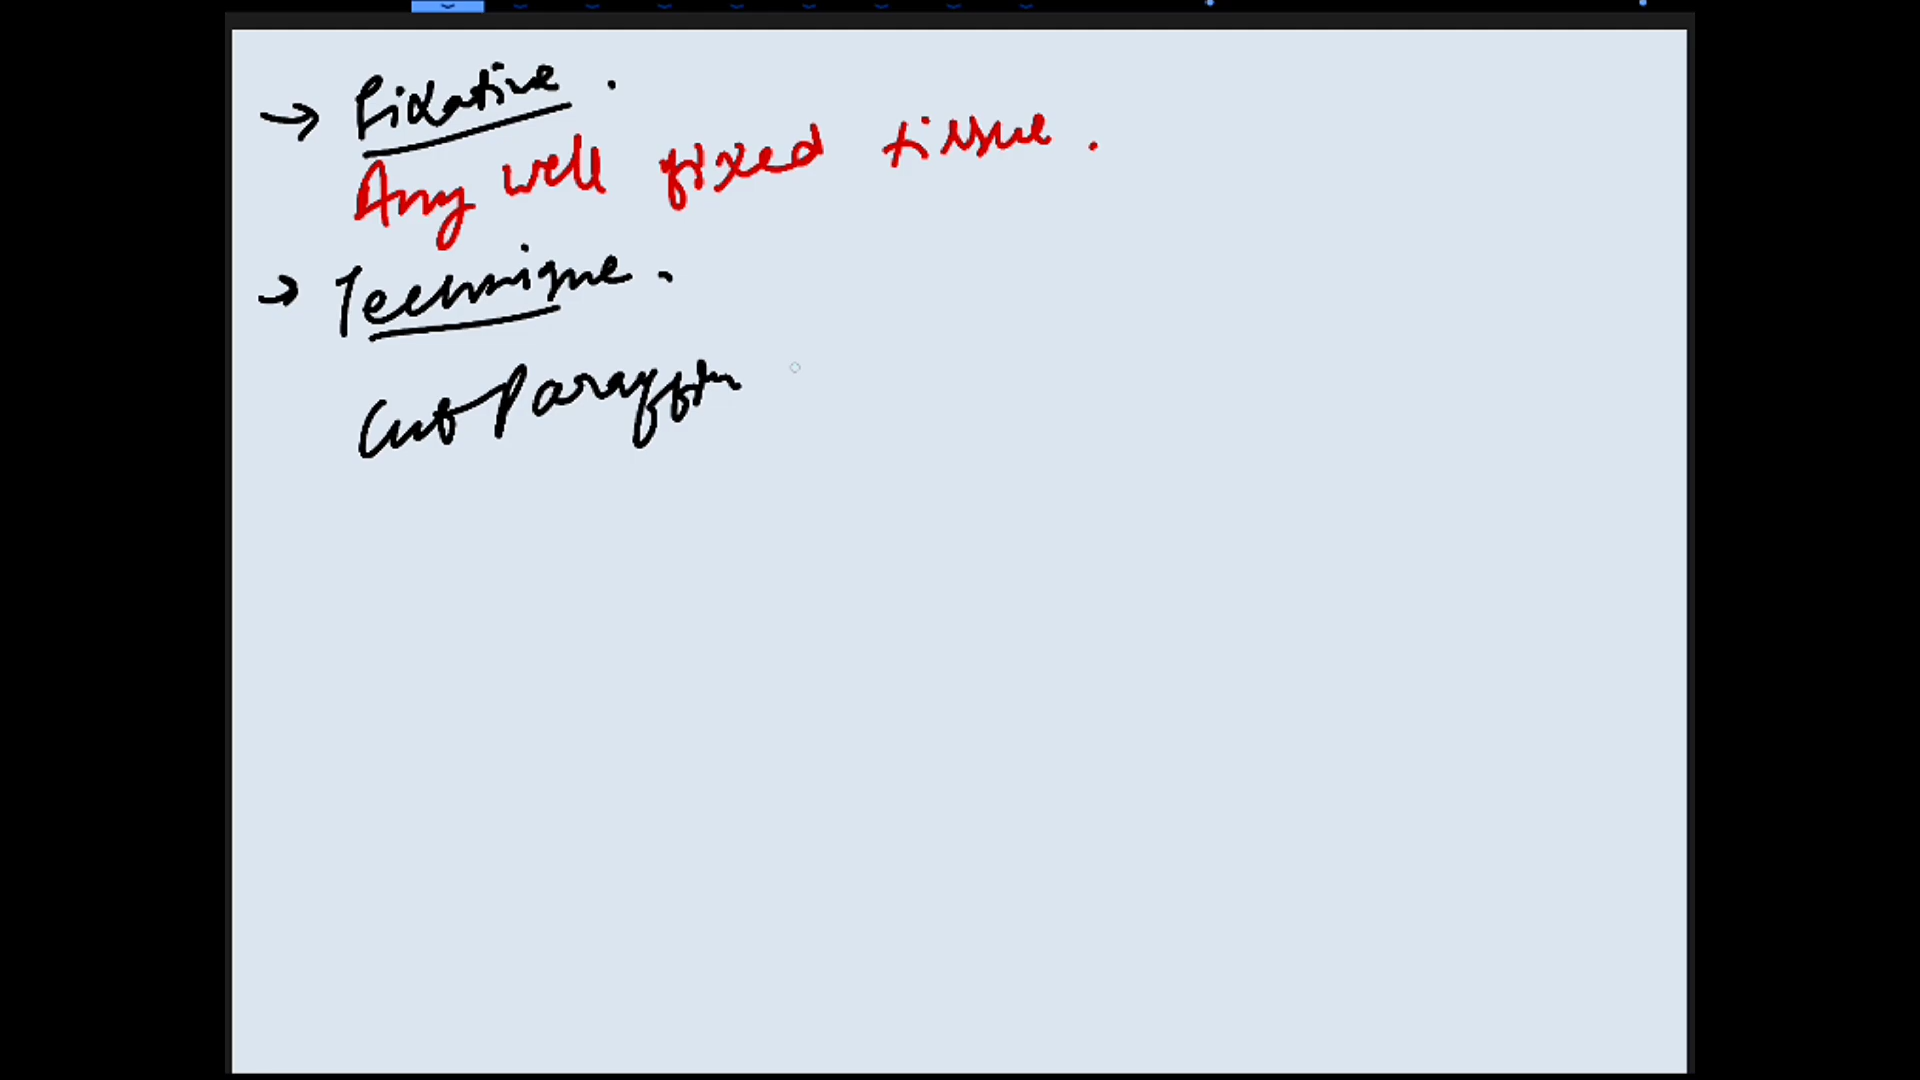 → Fixative .
Any well fixed tissue .
→ Technique .
Cut Paraffin